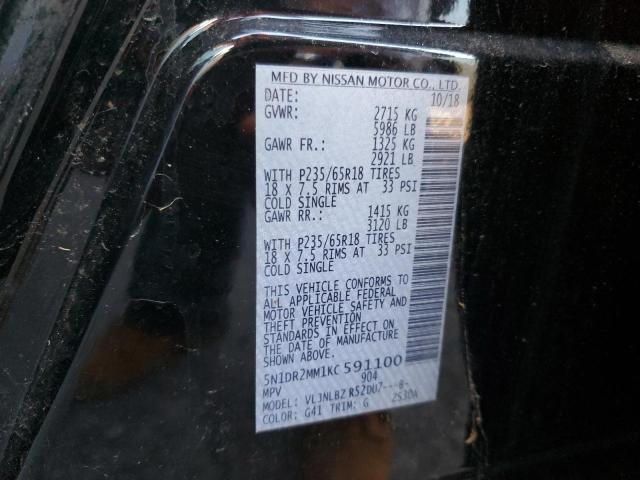 MFD BY NISSAN MOTOR CO., LTD.
DATE: 10/18
GVWR: 2715 KG
5986 LB
GAWR FR.: 1325 KG
2921 LB
WITH P235/65R18 TIRES
18 X 7.5 RIMS AT 33 PSI
COLD SINGLE
GAWR RR.: 1415 KG
3120 LB
WITH P235/65R18 TIRES
18 X 7.5 RIMS AT 33 PSI
COLD SINGLE
THIS VEHICLE CONFORMS TO
ALL APPLICABLE FEDERAL
MOTOR VEHICLE SAFETY AND
THEFT PREVENTION
STANDARDS IN EFFECT ON
THE DATE OF MANUFACTURE
SHOWN ABOVE.
5N1DR2MM1KC591100
MPV 904
MODEL: VLJNLBZ R52DU7---B-
COLOR: G41 TRIM: G 2S30A